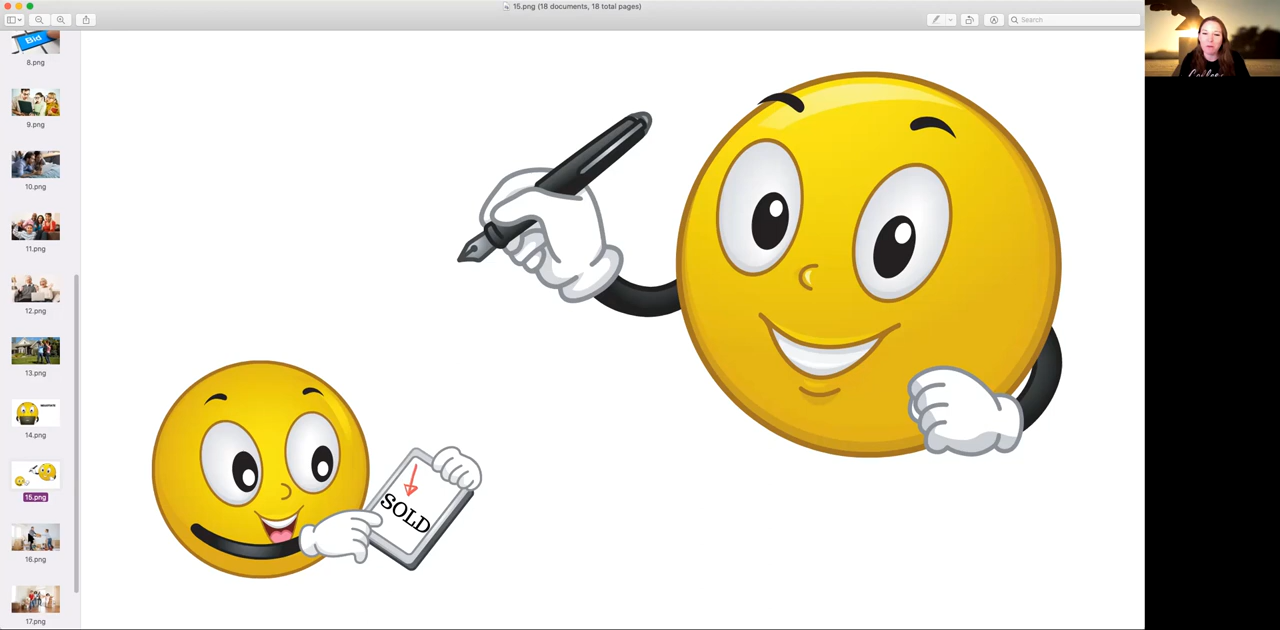 15.png (18 documents, 18 total pages)
Search
Bid
8.png
9.png
10.png
11.png
12.png
13.png
14.png
15.png
16.png
17.png
SOLD
Coffee